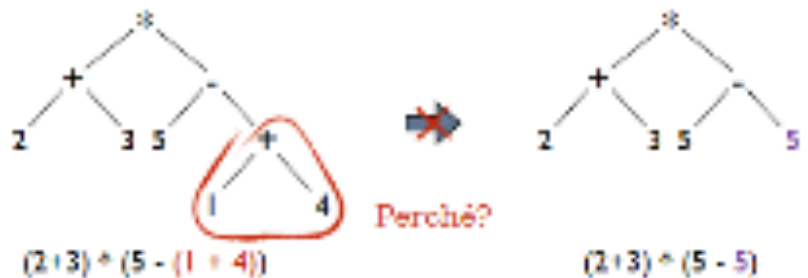 *
*
+ -
+ -
2 3 5 +
2 3 5 5
1 4
Perché?
(2+3) * (5 - (1 + 4))
(2+3) * (5 - 5)